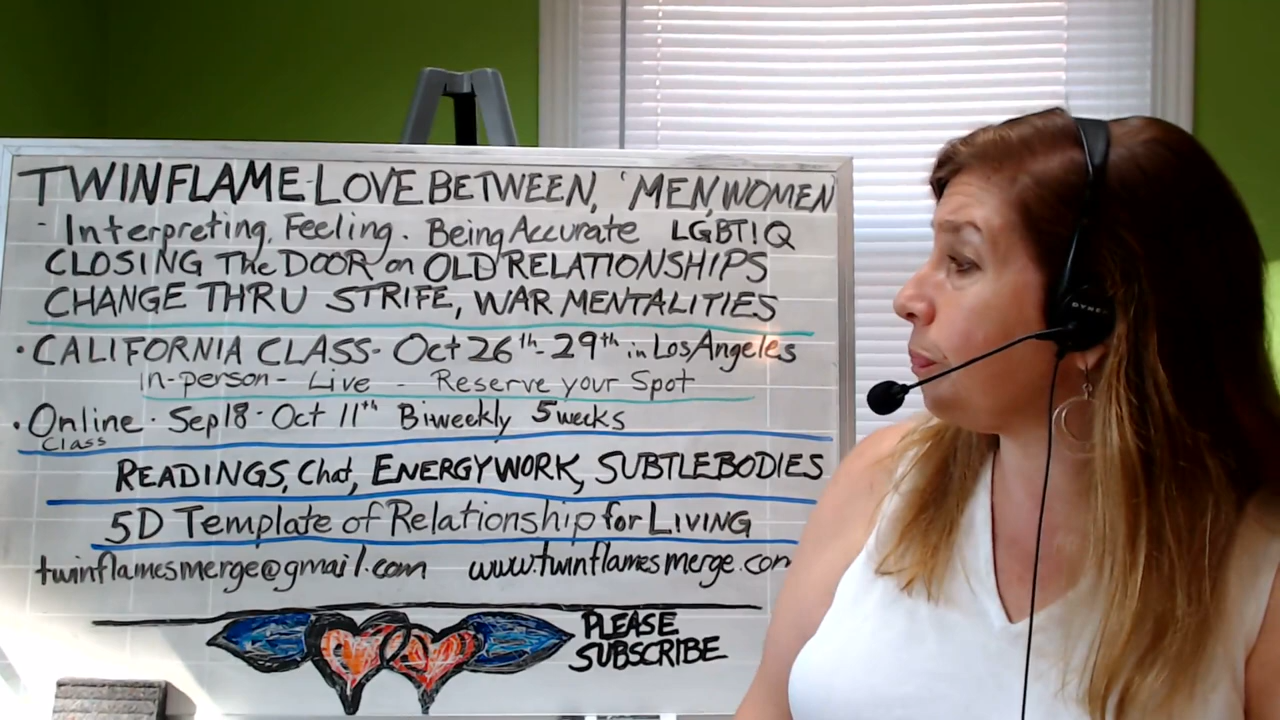 TWINFLAME-LOVE BETWEEN, 'MEN, WOMEN
- Interpreting, Feeling. Being Accurate LGBTIQ
CLOSING The DOOR on OLD RELATIONSHIPS
CHANGE THRU STRIFE, WAR MENTALITIES
• CALIFORNIA CLASS- Oct 26th-29th in Los Angeles
in-person - Live - Reserve your Spot
• Online • Sep 18 - Oct 11th Biweekly 5 weeks
Class
READINGS, Chat, ENERGYWORK, SUBTLEBODIES
5D Template of Relationship for LIVING
twinflamesmerge@gmail.com www.twinflamesmerge.com
PLEASE
SUBSCRIBE
DYNEX